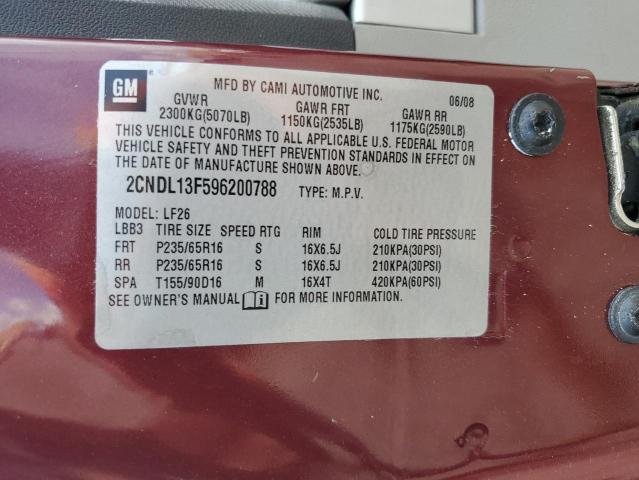 GM
MFD BY CAMI AUTOMOTIVE INC. 06/08
GVWR GAWR FRT GAWR RR
2300KG(5070LB) 1150KG(2535LB) 1175KG(2590LB)
THIS VEHICLE CONFORMS TO ALL APPLICABLE U.S. FEDERAL MOTOR
VEHICLE SAFETY AND THEFT PREVENTION STANDARDS IN EFFECT ON
THE DATE OF MANUFACTURE SHOWN ABOVE.
2CNDL13F596200788 TYPE: M.P.V.
MODEL: LF26
LBB3 TIRE SIZE SPEED RTG RIM COLD TIRE PRESSURE
FRT P235/65R16 S 16X6.5J 210KPA(30PSI)
RR P235/65R16 S 16X6.5J 210KPA(30PSI)
SPA T155/90D16 M 16X4T 420KPA(60PSI)
SEE OWNER'S MANUAL FOR MORE INFORMATION.